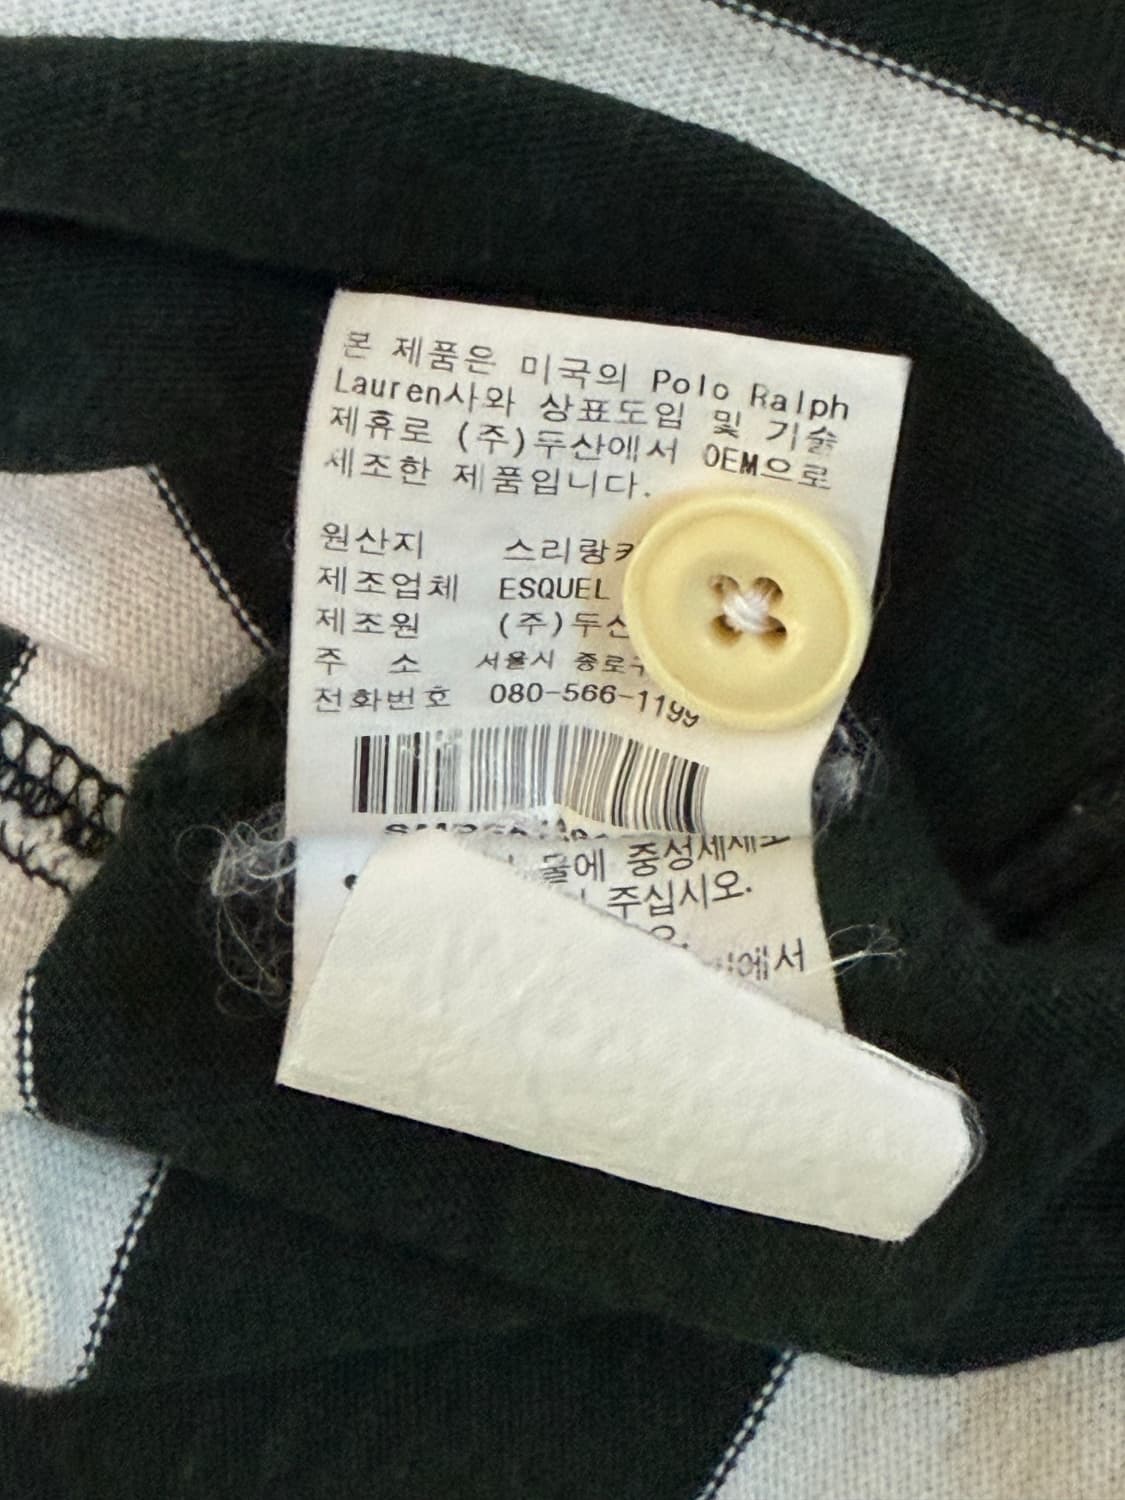 본 제품은 미국의 Polo Ralph
Lauren사와 상표도입 및 기술
제휴로 (주)두산에서 OEM으로
제조한 제품입니다.
원산지 스리랑카
제조업체 ESQUEL
제조원 (주)두산
주 소 서울시 종로구
전화번호 080-566-1199
물에 중성세제로
주십시오.